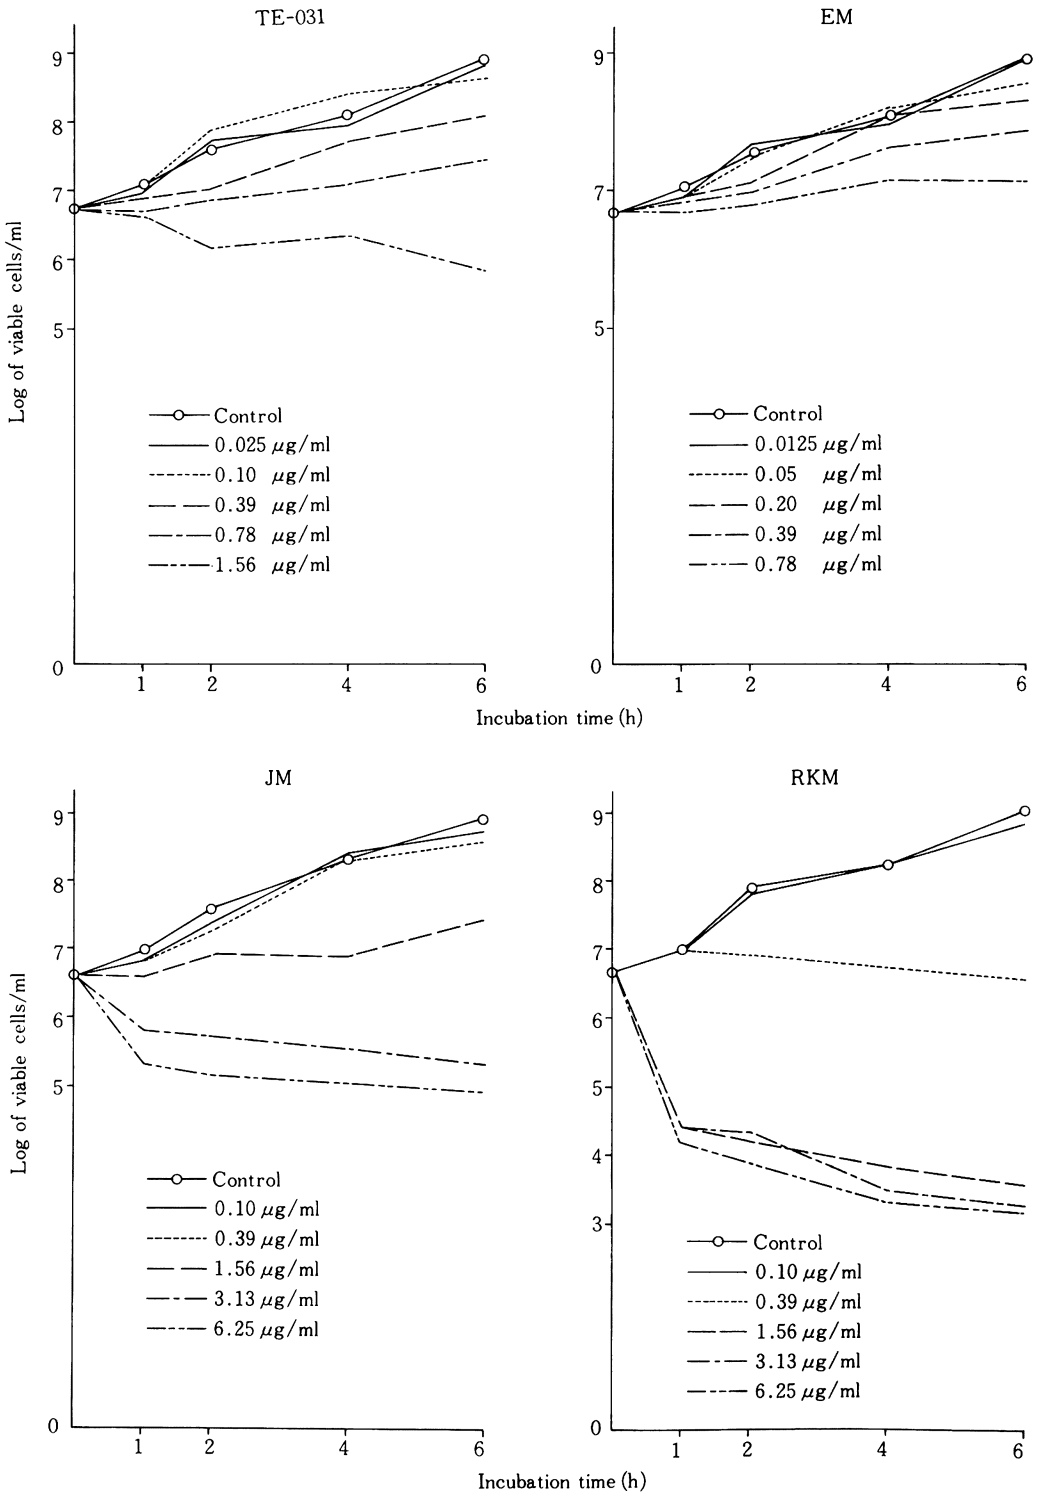 TE-031
9
8
7
6
5
0
Log of viable cells/ml
Control
0.025 μg/ml
0.10 μg/ml
0.39 μg/ml
0.78 μg/ml
1.56 μg/ml
1 2 4 6
EM
9
7
5
0
Control
0.0125 μg/ml
0.05 μg/ml
0.20 μg/ml
0.39 μg/ml
0.78 μg/ml
1 2 4 6
Incubation time (h)
JM
9
8
7
6
5
0
Log of viable cells/ml
Control
0.10 μg/ml
0.39 μg/ml
1.56 μg/ml
3.13 μg/ml
6.25 μg/ml
1 2 4 6
RKM
9
8
7
6
5
4
3
0
Control
0.10 μg/ml
0.39 μg/ml
1.56 μg/ml
3.13 μg/ml
6.25 μg/ml
1 2 4 6
Incubation time (h)